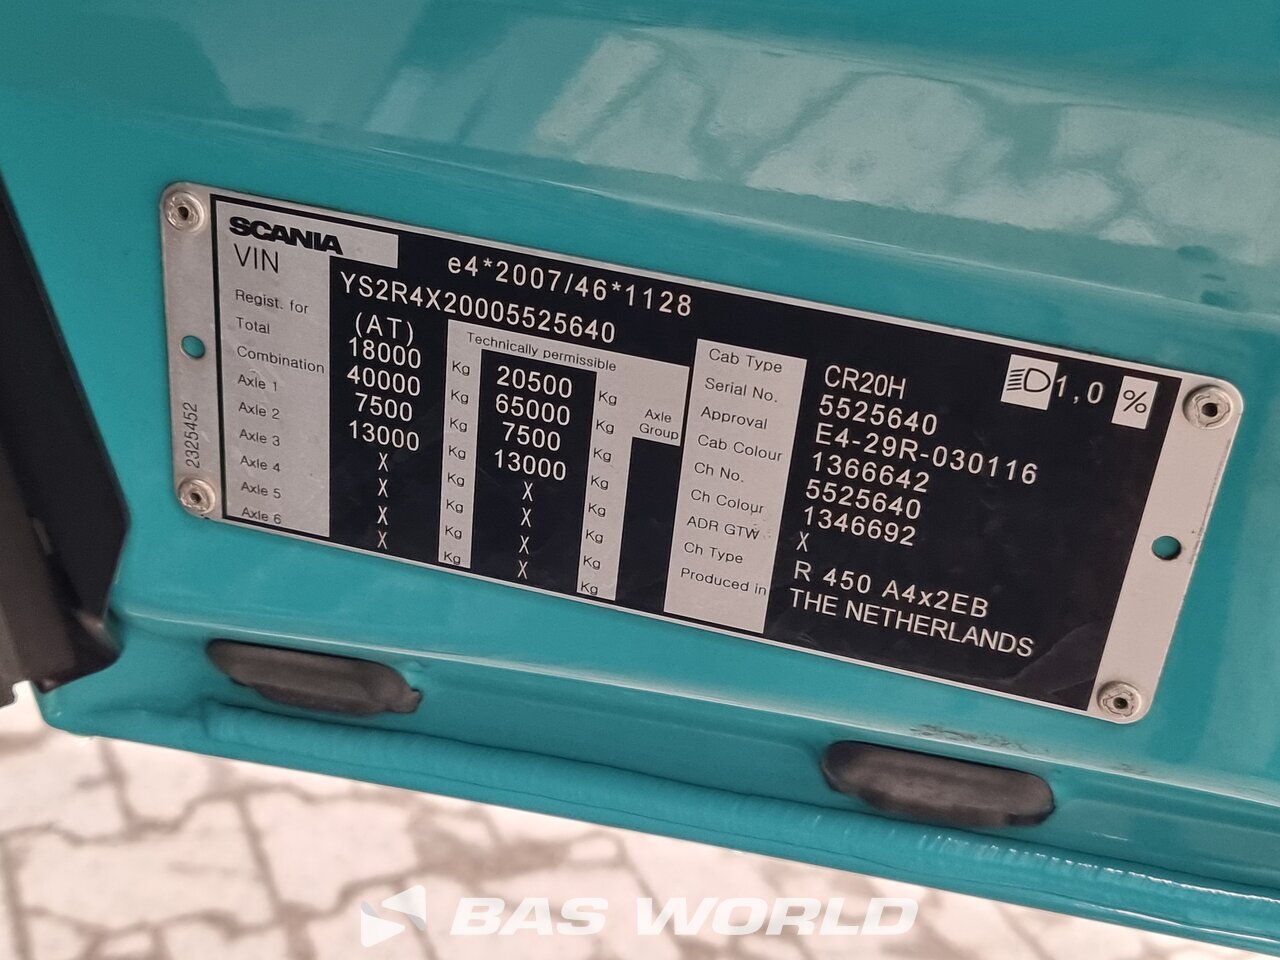 SCANIA
e4*2007/46*1128
VIN YS2R4X20005525640
Regist. for (AT) Technically permissible
Total 18000 Kg 20500 Kg
Combination 40000 Kg 65000 Kg Axle Group
Axle 1 7500 Kg 7500 Kg
Axle 2 13000 Kg 13000 Kg
Axle 3 X Kg X Kg
Axle 4 X Kg X Kg
Axle 5 X Kg X Kg
Axle 6 X Kg X Kg
2325452
Cab Type CR20H 1,0 %
Serial No. 5525640
Approval E4-29R-030116
Cab Colour 1366642
Ch No. 5525640
Ch Colour 1346692
ADR GTW X
Ch Type R 450 A4x2EB
Produced in THE NETHERLANDS
BAS WORLD